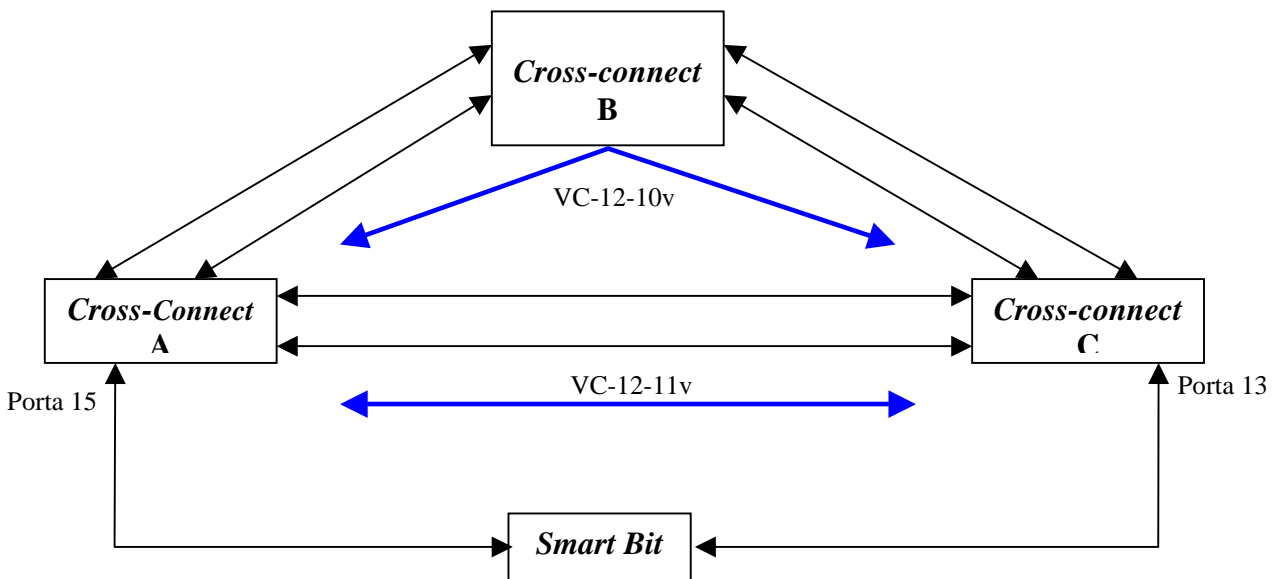 Cross-connect
B
VC-12-10v
Cross-Connect
A
Cross-connect
C
Porta 15
VC-12-11v
Porta 13
Smart Bit